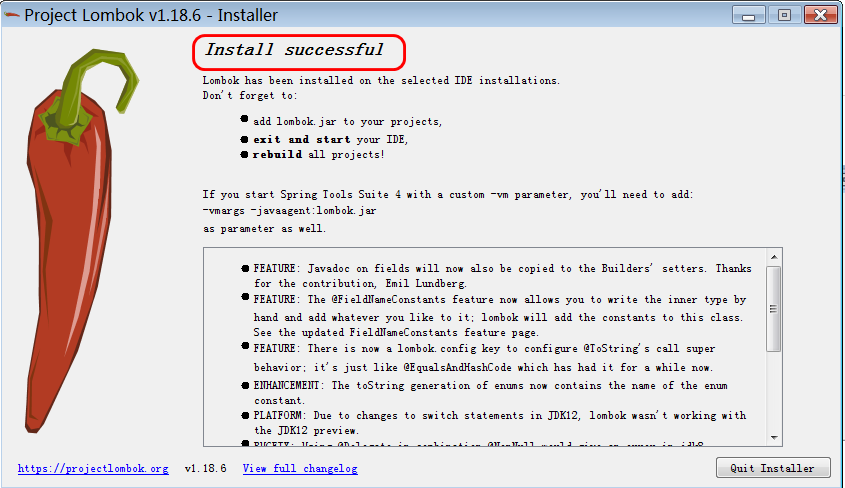 Project Lombok v1.18.6 - Installer
Install successful
Lombok has been installed on the selected IDE installations.
Don't forget to:
add lombok.jar to your projects,
exit and start your IDE,
rebuild all projects!
If you start Spring Tools Suite 4 with a custom -vm parameter, you'll need to add:
-vmargs -javaagent:lombok.jar
as parameter as well.
FEATURE: Javadoc on fields will now also be copied to the Builders' setters. Thanks
for the contribution, Emil Lundberg.
FEATURE: The @FieldNameConstants feature now allows you to write the inner type by
hand and add whatever you like to it; lombok will add the constants to this class.
See the updated FieldNameConstants feature page.
FEATURE: There is now a lombok.config key to configure @ToString's call super
behavior; it's just like @EqualsAndHashCode which has had it for a while now.
ENHANCEMENT: The toString generation of enums now contains the name of the enum
constant.
PLATFORM: Due to changes to switch statements in JDK12, lombok wasn't working with
the JDK12 preview.
https://projectlombok.org v1.18.6 View full changelog Quit Installer